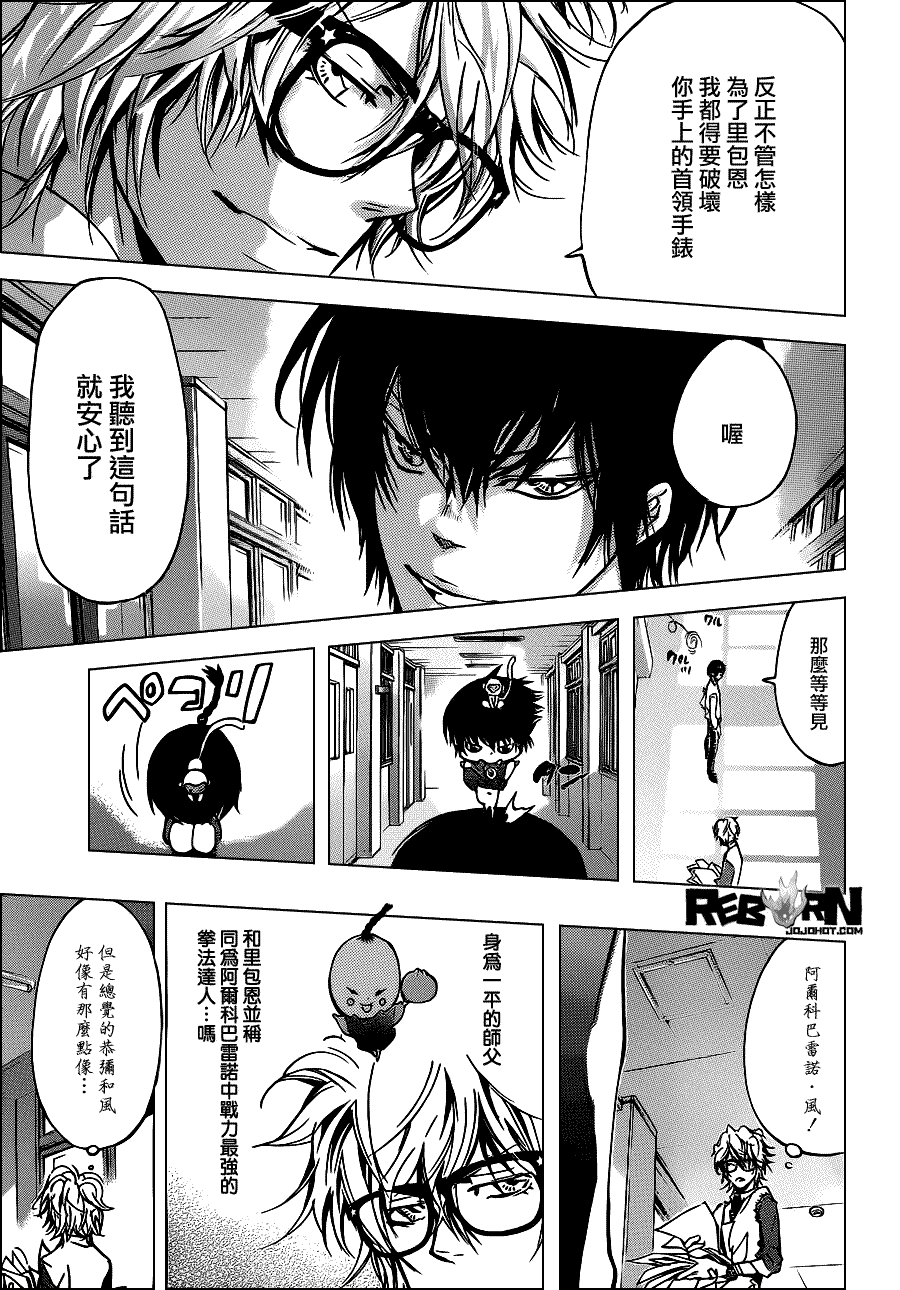 反正不管怎樣
為了里包恩
我都得要破壞
你手上的首領手錶
喔
我聽到這句話
就安心了
那麼等等見
クル
クルッ
ペコリ
REBORN
JOJOHOT.COM
阿爾科巴雷諾·風!
身為一平的師父
和里包恩並稱
同為阿爾科巴雷諾中戰力最強的
拳法達人…嗎
但是總覺的恭彌和風
好像有那麼點像…